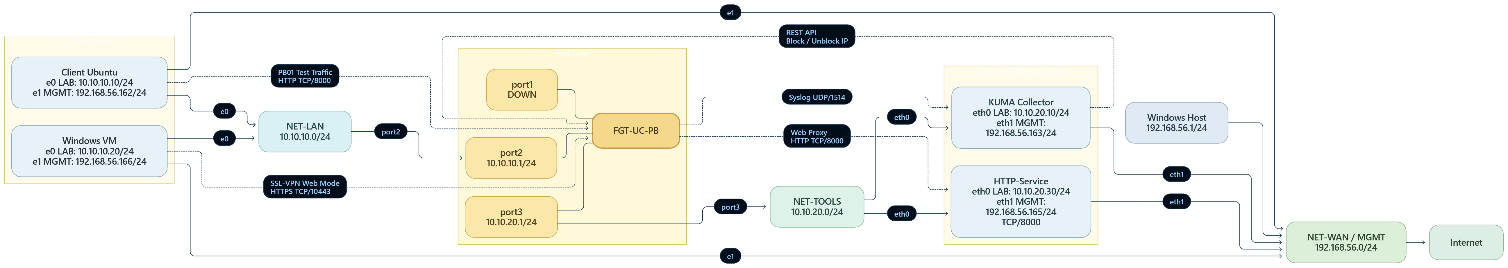 e1
REST API
Block / Unblock IP
Client Ubuntu
e0 LAB: 10.10.10.10/24
e1 MGMT: 192.168.56.162/24
PB01 Test Traffic
HTTP TCP/8000
port1
DOWN
Syslog UDP/1514
KUMA Collector
eth0 LAB: 10.10.20.10/24
eth1 MGMT:
192.168.56.163/24
Windows Host
192.168.56.1/24
e0
eth0
NET-LAN
10.10.10.0/24
port2
FGT-UC-PB
Web Proxy
HTTP TCP/8000
Windows VM
e0 LAB: 10.10.10.20/24
e1 MGMT: 192.168.56.166/24
e0
port2
10.10.10.1/24
SSL-VPN Web Mode
HTTPS TCP/10443
HTTP-Service
eth0 LAB: 10.10.20.30/24
eth1 MGMT:
192.168.56.165/24
TCP/8000
eth1
eth1
port3
10.10.20.1/24
port3
NET-TOOLS
10.10.20.0/24
eth0
NET-WAN / MGMT
192.168.56.0/24
Internet
e1